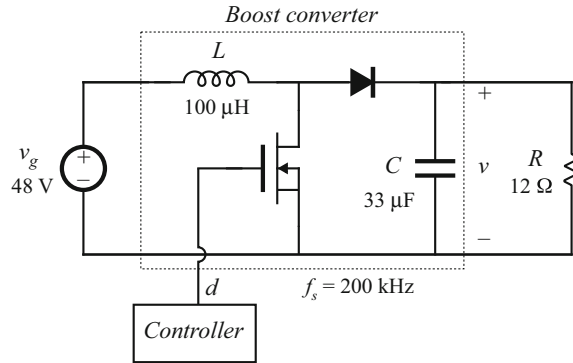 Boost converter
L
100 µH
+
v_g
48 V
+
−
C
33 µF
v
R
12 Ω
−
d
f_s = 200 kHz
Controller